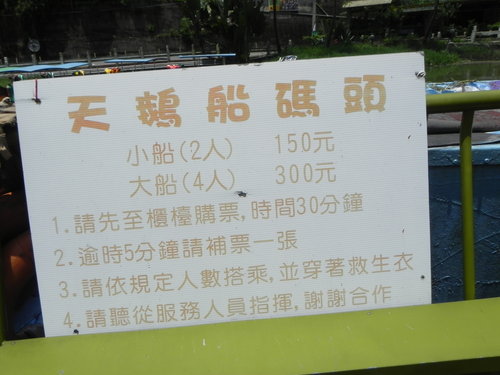 天鵝船碼頭
小船(2人) 150元
大船(4人) 300元
1.請先至櫃檯購票,時間30分鐘
2.逾時5分鐘請補票一張
3.請依規定人數搭乘,並穿著救生衣
4.請聽從服務人員指揮,謝謝合作